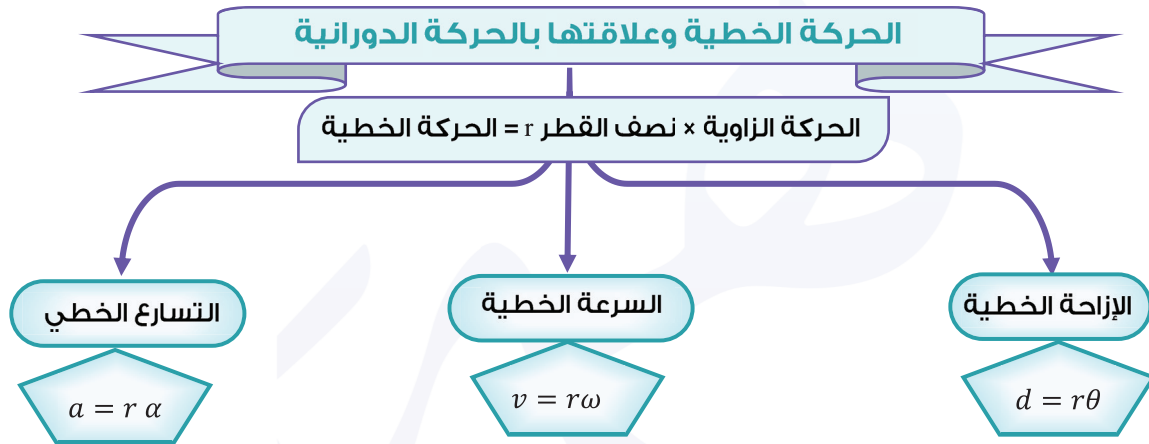 الحركة الخطية وعلاقتها بالحركة الدورانية
الحركة الزاوية × نصف القطر r = الحركة الخطية
الإزاحة الخطية
السرعة الخطية
التسارع الخطي
d = rθ
v = rω
a = r α